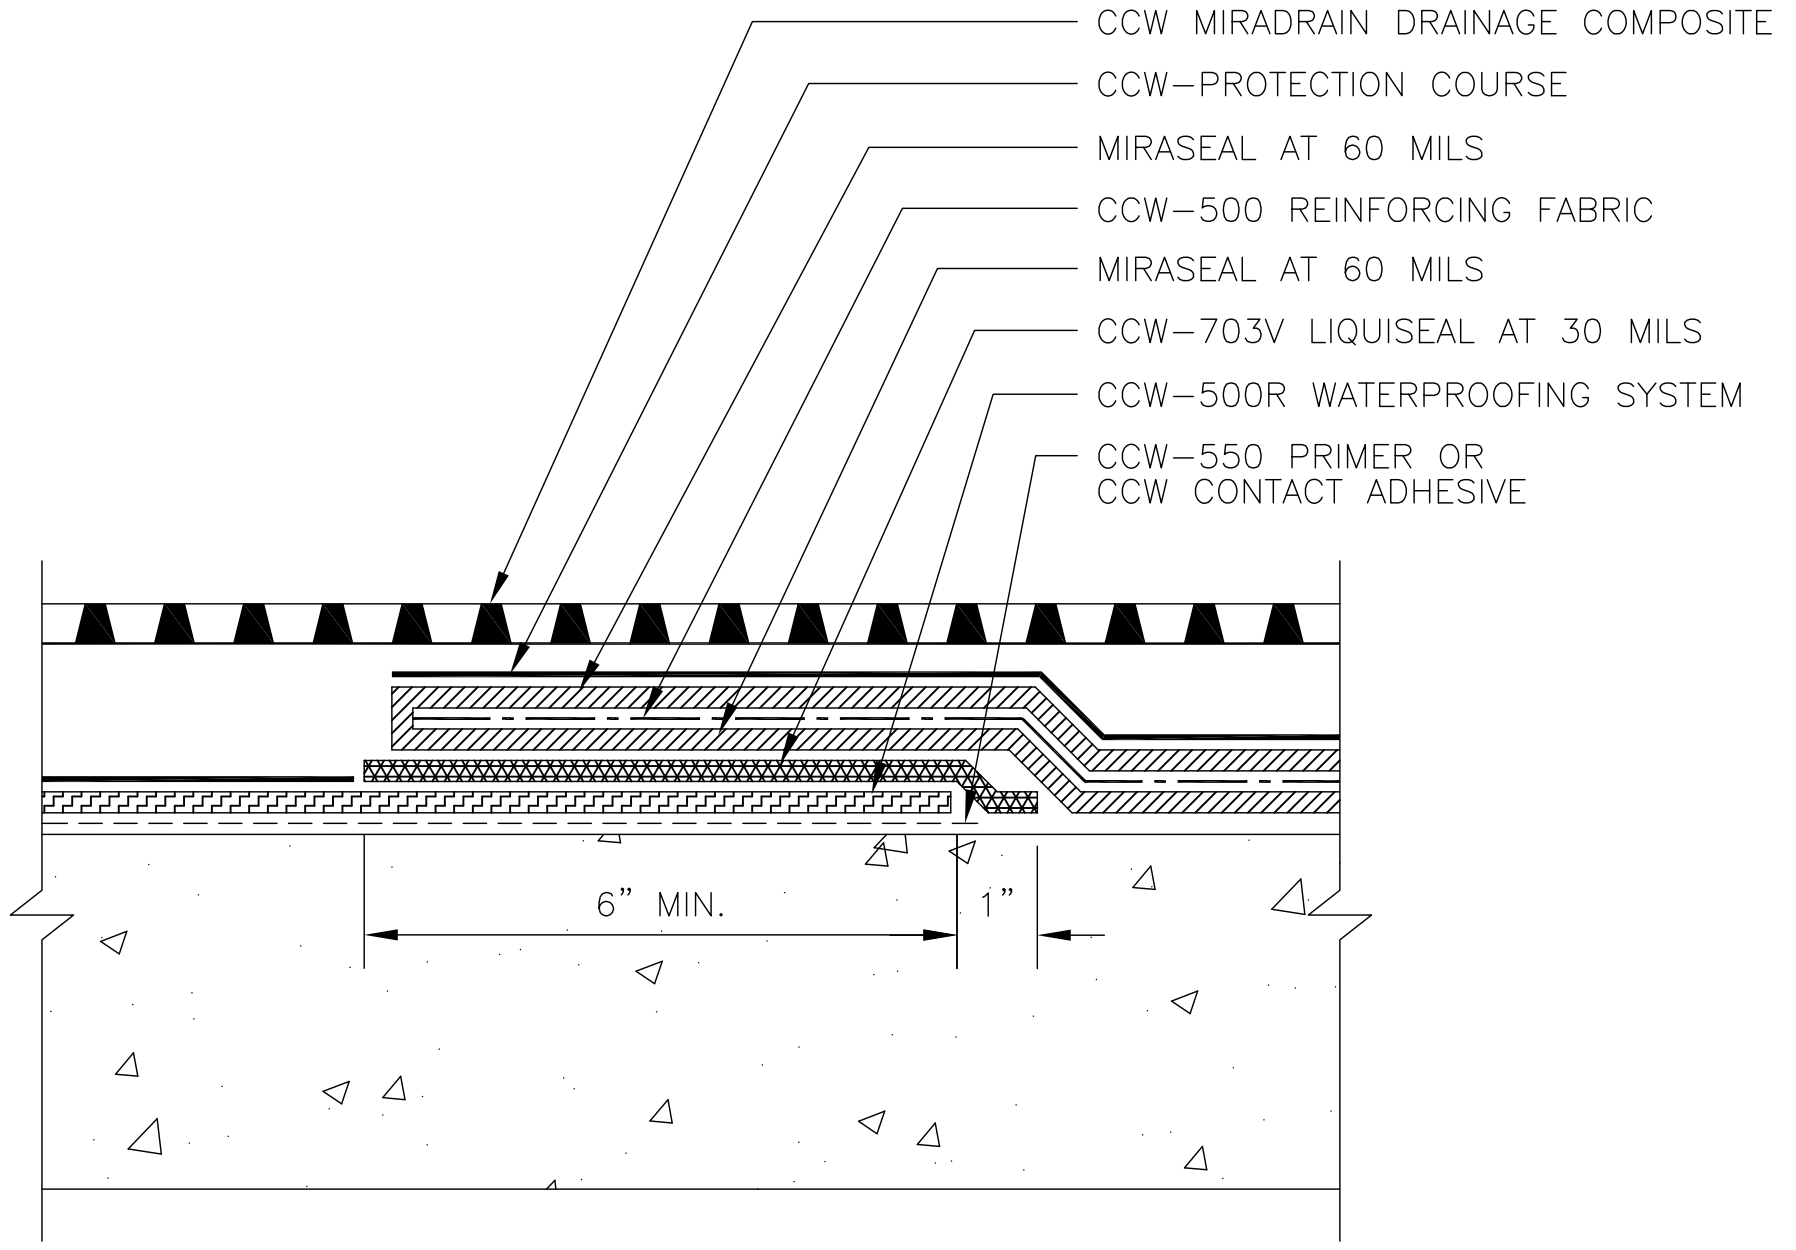 CCW MIRADRAIN DRAINAGE COMPOSITE
CCW-PROTECTION COURSE
MIRASEAL AT 60 MILS
CCW-500 REINFORCING FABRIC
MIRASEAL AT 60 MILS
CCW-703V LIQUISEAL AT 30 MILS
CCW-500R WATERPROOFING SYSTEM
CCW-550 PRIMER OR
CCW CONTACT ADHESIVE
6" MIN.
1"